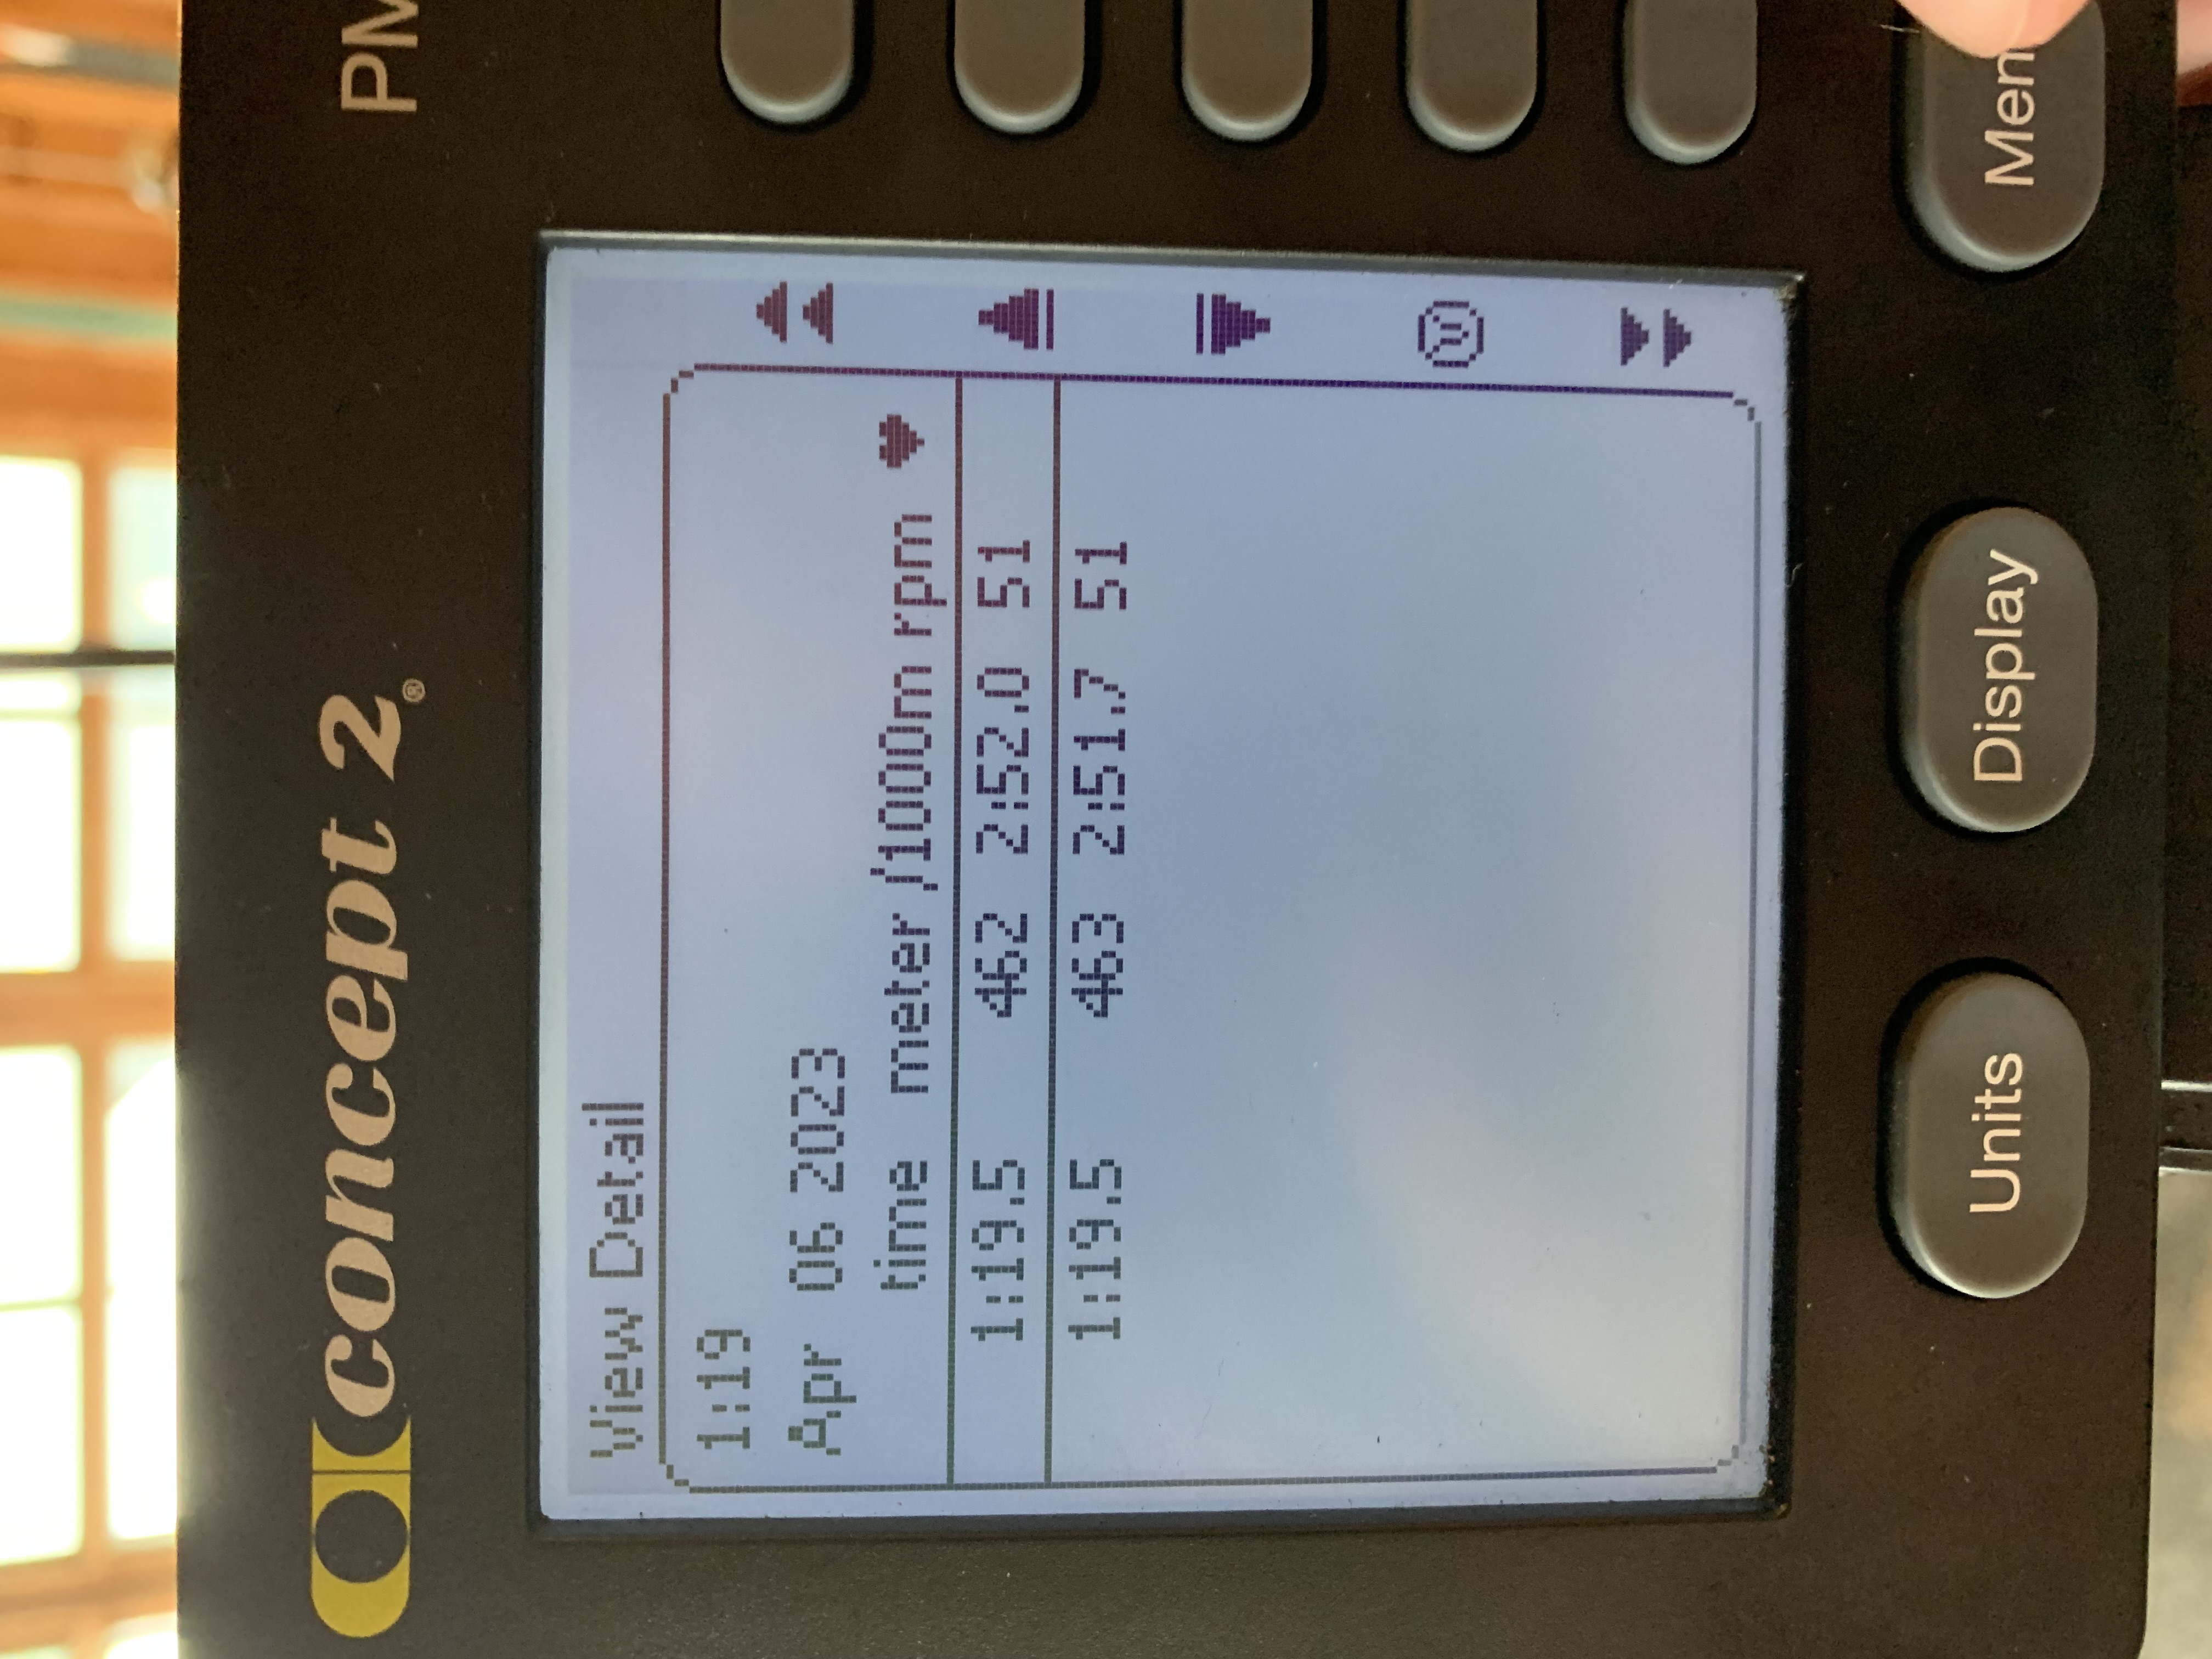 concept 2®
PM
View Detail
1:19
Apr 06 2023
time meter /1000m rpm
1:19.5 462 2:52.0 51
1:19.5 463 2:51.7 51
V
Units
Display
Men